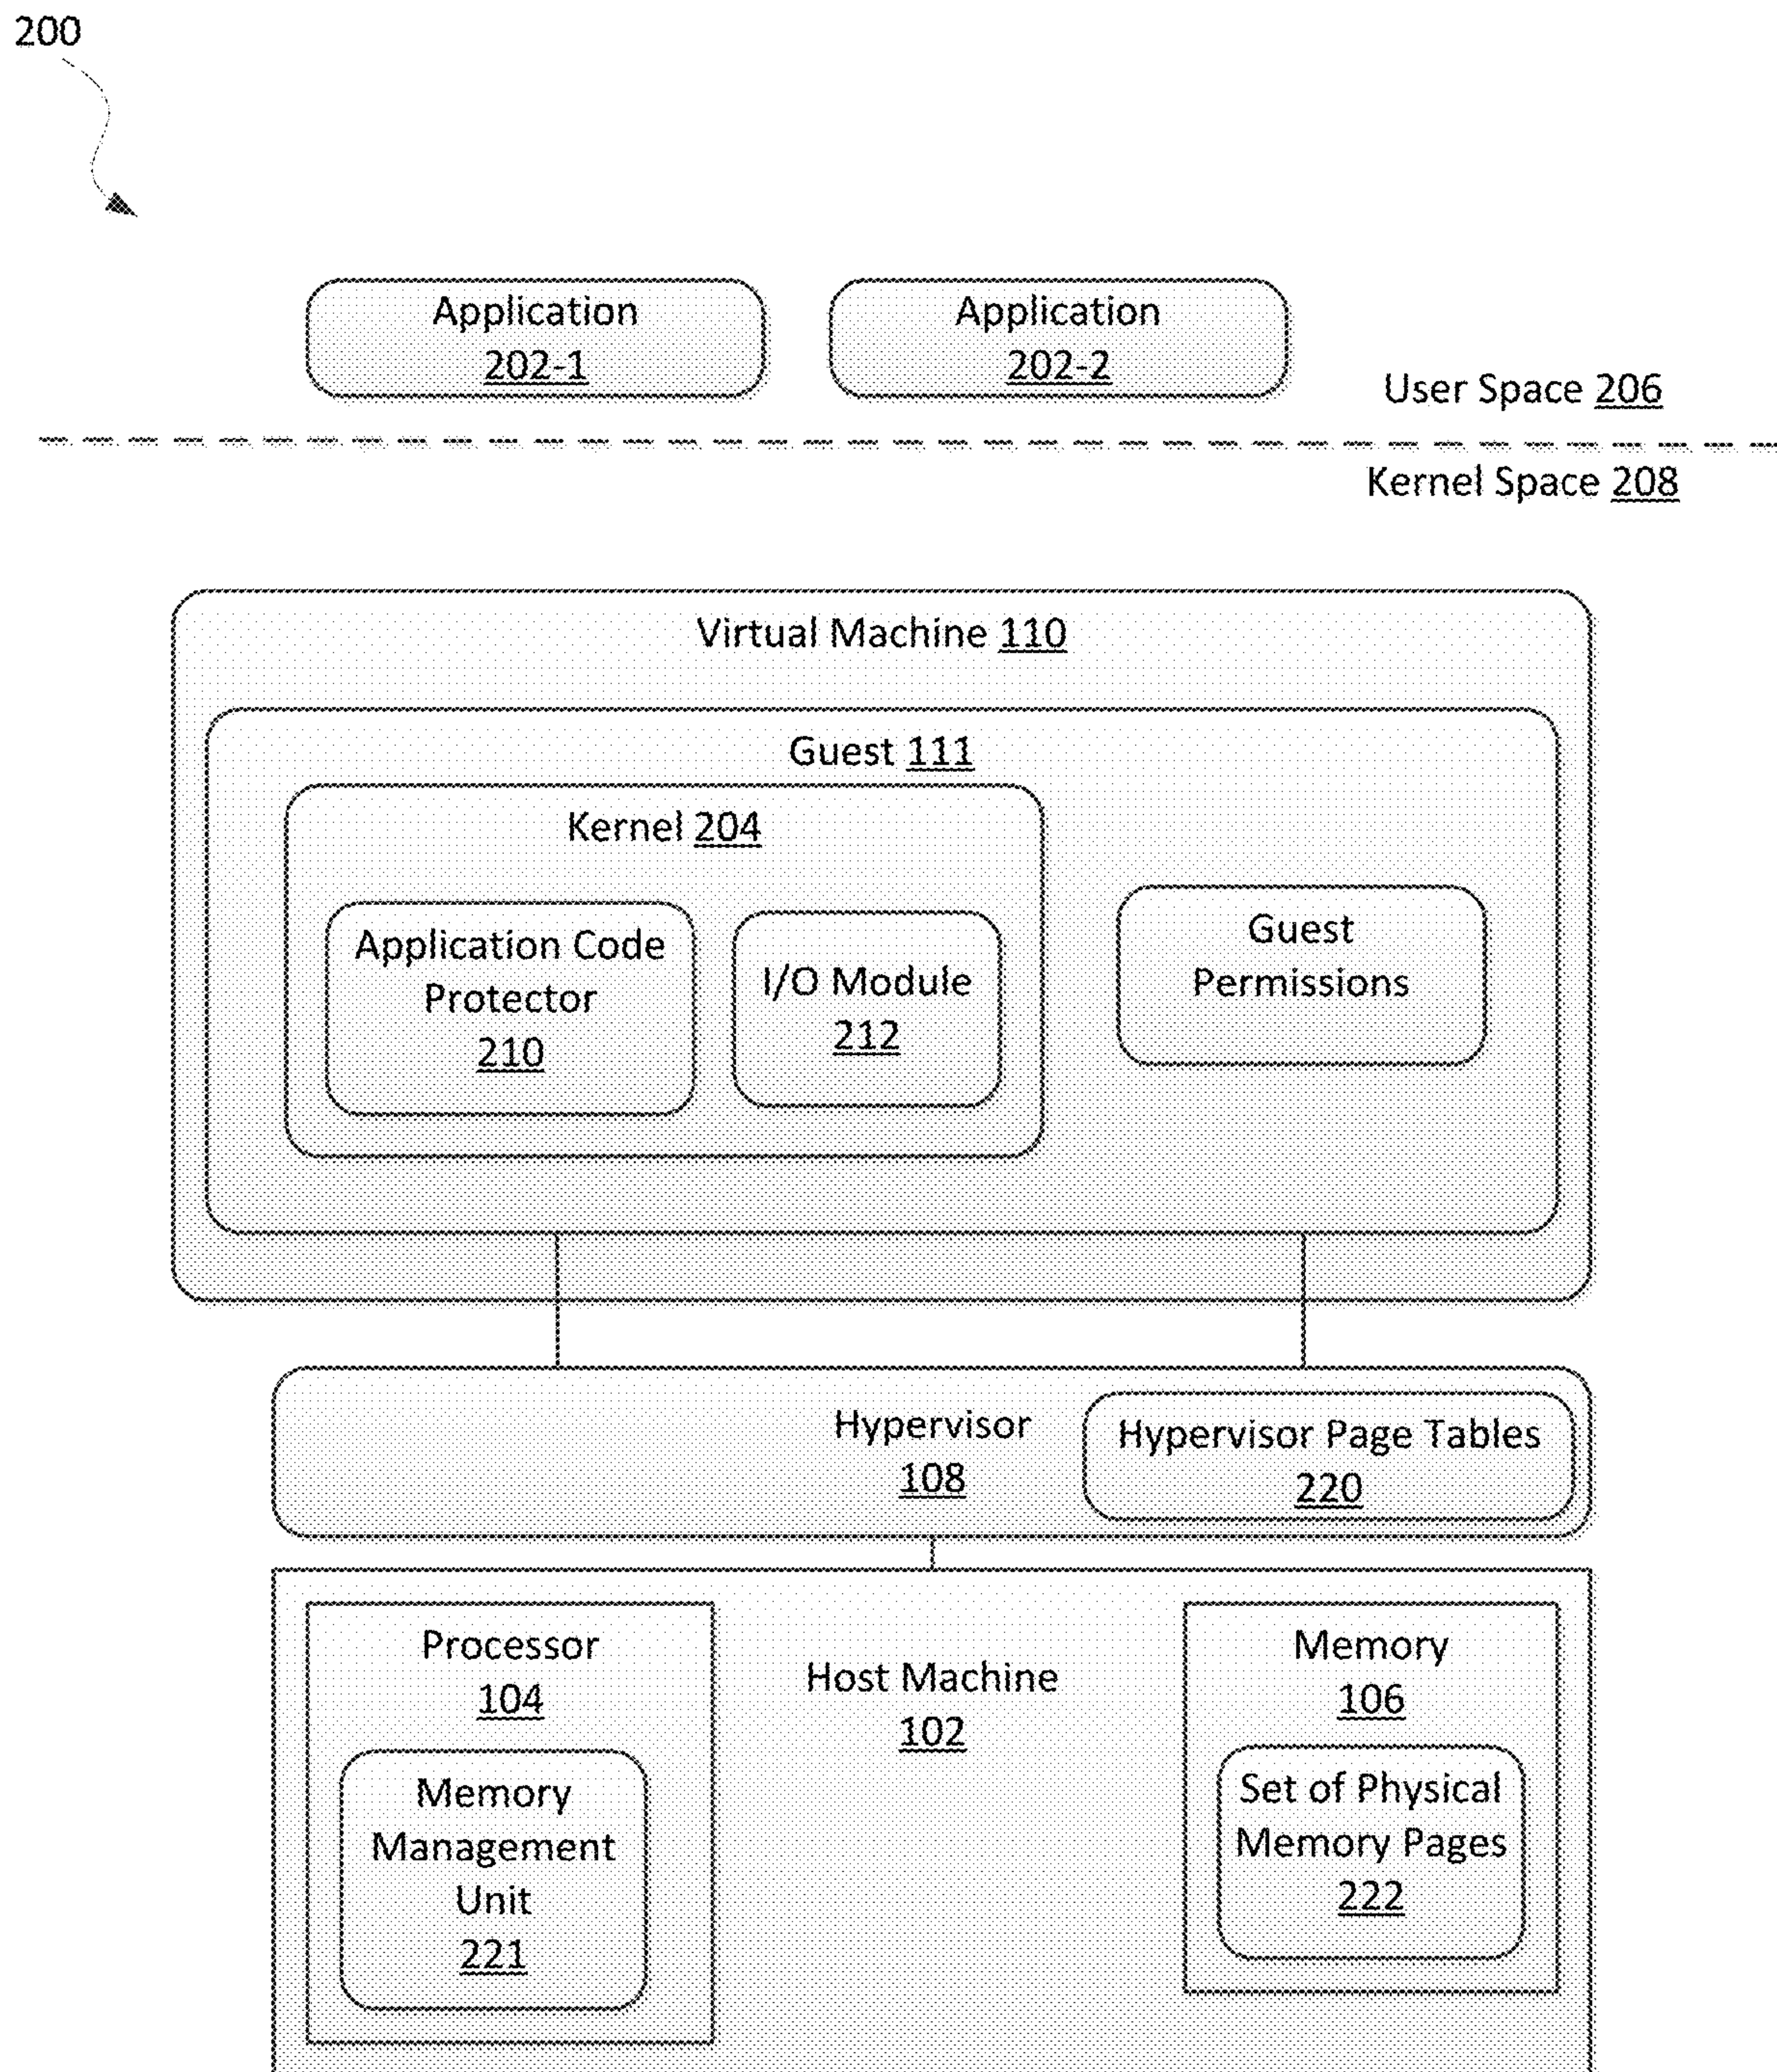 200
Application
202-1
Application
202-2
User Space 206
Kernel Space 208
Virtual Machine 110
Guest 111
Kernel 204
Application Code
Protector
210
I/O Module
212
Guest
Permissions
Hypervisor
108
Hypervisor Page Tables
220
Processor
104
Memory
Management
Unit
221
Host Machine
102
Memory
106
Set of Physical
Memory Pages
222